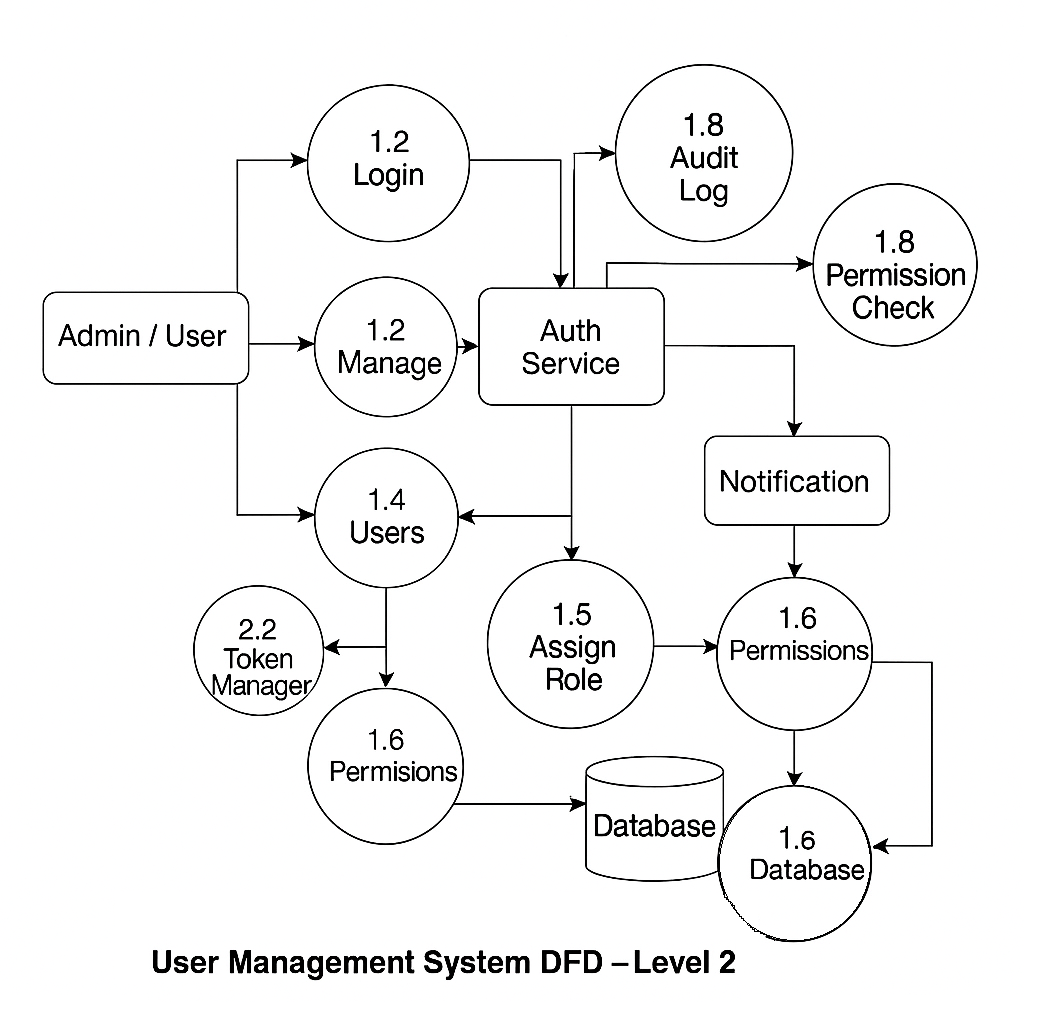 1.2
Login
1.8
Audit
Log
1.8
Permission
Check
Admin / User
1.2
Manage
Auth
Service
Notification
1.4
Users
2.2
Token
Manager
1.5
Assign
Role
1.6
Permissions
1.6
Permisions
Database
1.6
Database
User Management System DFD – Level 2